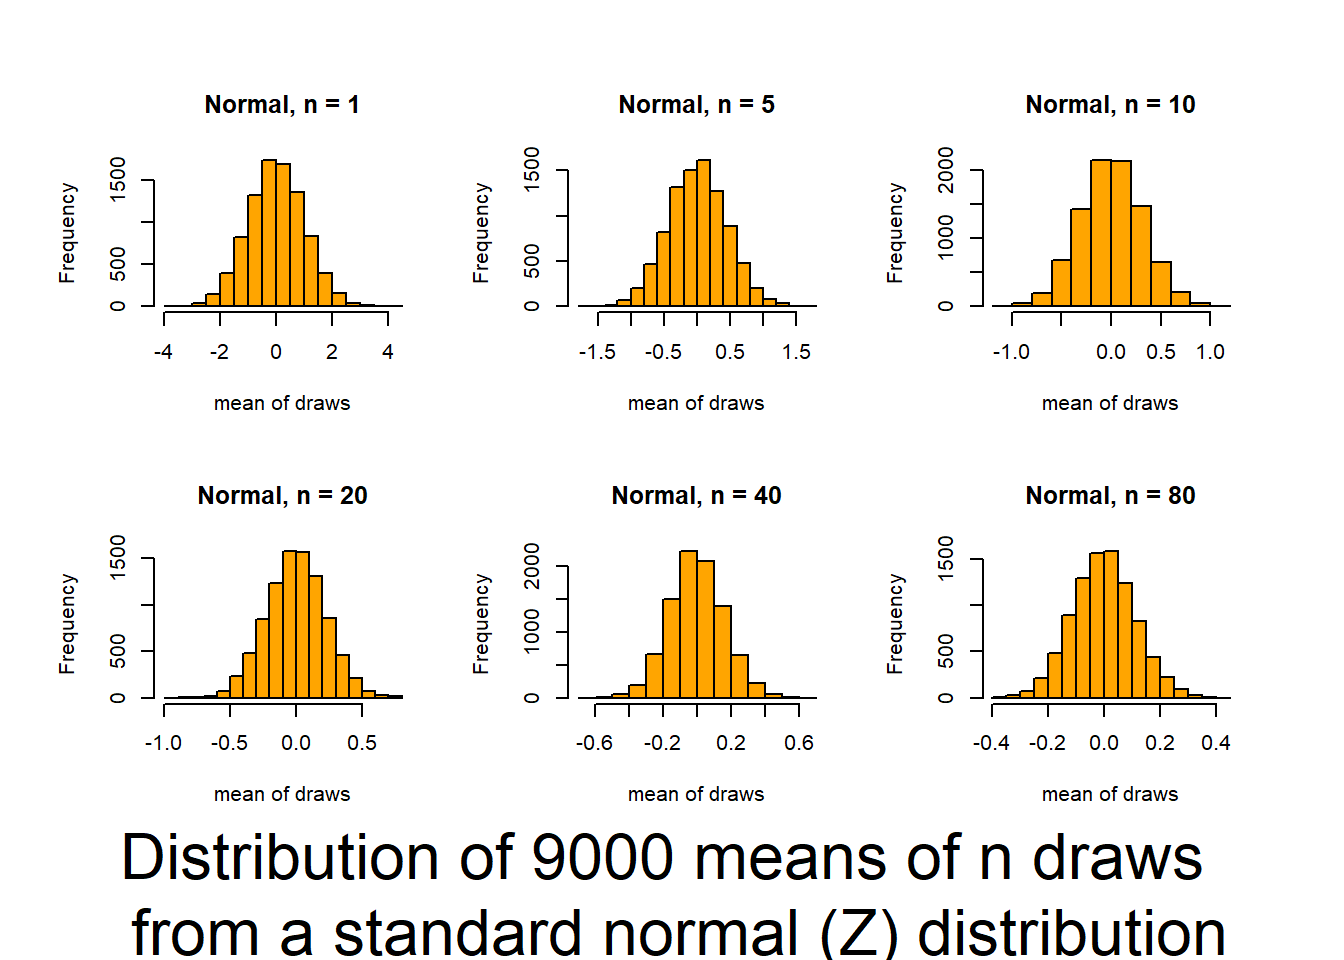 Normal, n = 1
Frequency
0 500 1500
-4 -2 0 2 4
mean of draws
Normal, n = 5
Frequency
0 500 1500
-1.5 -0.5 0.5 1.5
mean of draws
Normal, n = 10
Frequency
0 1000 2000
-1.0 0.0 0.5 1.0
mean of draws
Normal, n = 20
Frequency
0 500 1500
-1.0 -0.5 0.0 0.5
mean of draws
Normal, n = 40
Frequency
0 1000 2000
-0.6 -0.2 0.2 0.6
mean of draws
Normal, n = 80
Frequency
0 500 1500
-0.4 -0.2 0.0 0.2 0.4
mean of draws
Distribution of 9000 means of n draws
from a standard normal (Z) distribution